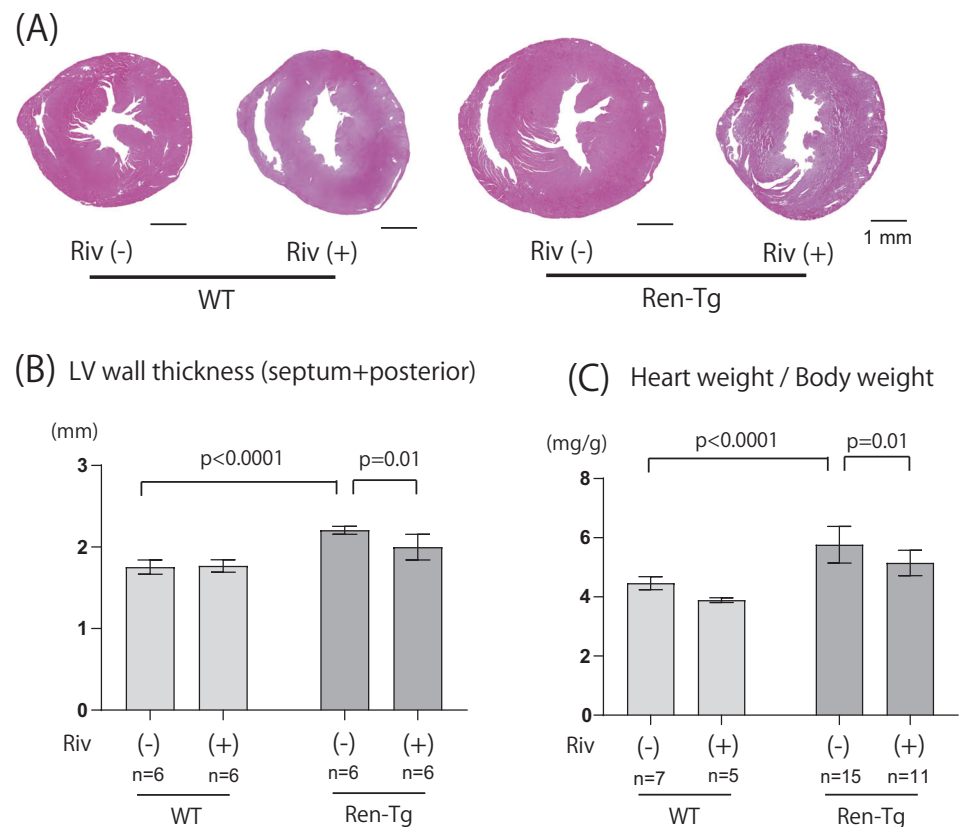 (A)
Riv (-) Riv (+) Riv (-) Riv (+) 1 mm
WT Ren-Tg
(B) LV wall thickness (septum+posterior)
(mm)
p<0.0001 p=0.01
3
2
1
0
Riv (-) (+) (-) (+)
n=6 n=6 n=6 n=6
WT Ren-Tg
(C) Heart weight / Body weight
(mg/g)
p<0.0001 p=0.01
8
6
4
2
0
Riv (-) (+) (-) (+)
n=7 n=5 n=15 n=11
WT Ren-Tg